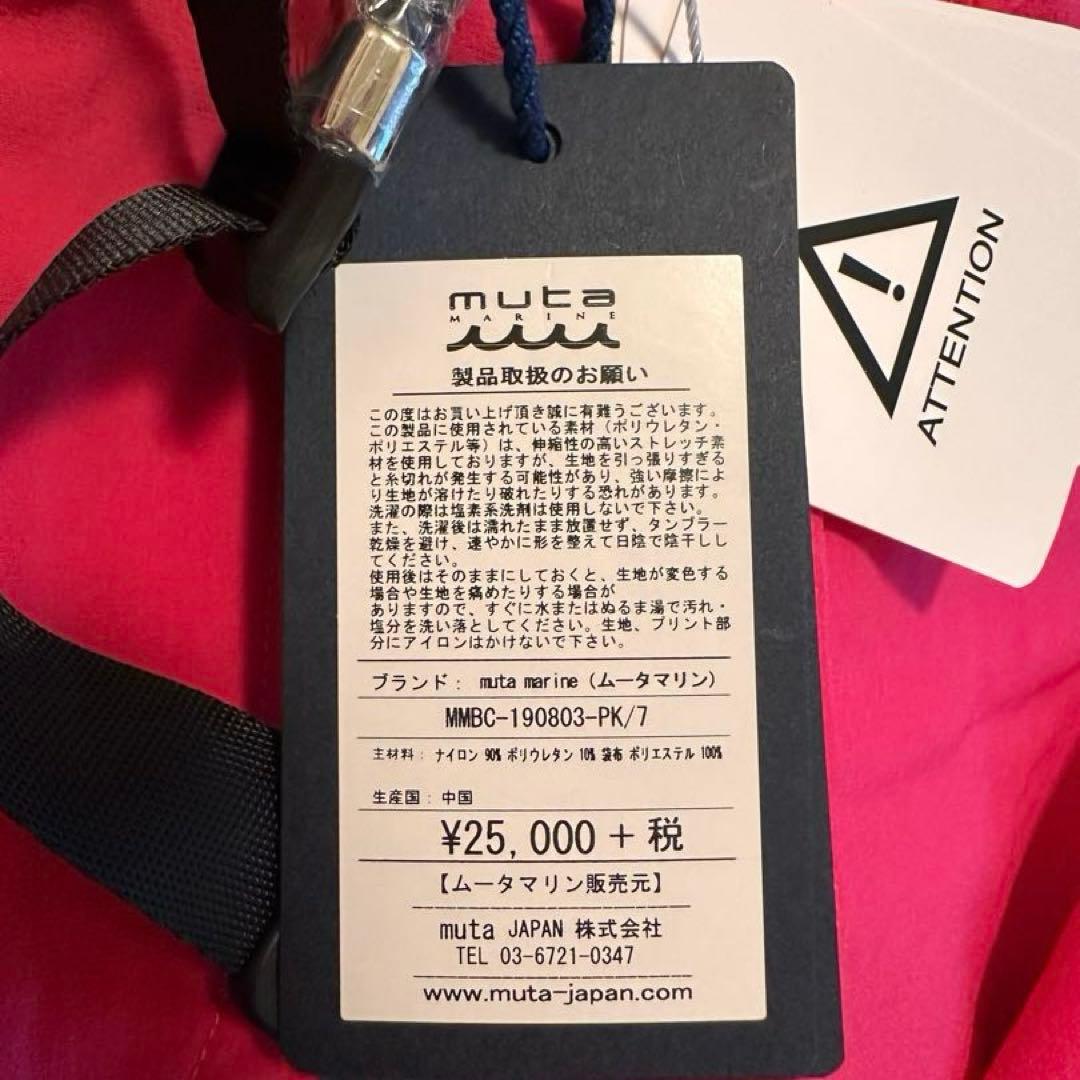 muta
MARINE
製品取扱のお願い
この度はお買い上げ頂き誠に有難うございます。
この製品に使用されている素材（ポリウレタン・
ポリエステル等）は、伸縮性の高いストレッチ素
材を使用しておりますが、生地を引っ張りすぎる
と糸切れが発生する可能性があり、強い摩擦によ
り生地が溶けたり破れたりする恐れがあります。
洗濯の際は塩素系洗剤は使用しないで下さい。
また、洗濯後は濡れたまま放置せず、タンブラー
乾燥を避け、速やかに形を整えて日陰で陰干しし
てください。
使用後はそのままにしておくと、生地が変色する
場合や生地を痛めたりする場合が
ありますので、すぐに水またはぬるま湯で汚れ・
塩分を洗い落としてください。生地、プリント部
分にアイロンはかけないで下さい。
ブランド： muta marine（ムータマリン）
MMBC-190803-PK/7
主材料： ナイロン 90% ポリウレタン 10% 袋布 ポリエステル 100%
生産国：中国
¥25,000＋税
【ムータマリン販売元】
muta JAPAN 株式会社
TEL 03-6721-0347
www.muta-japan.com
ATTENTION